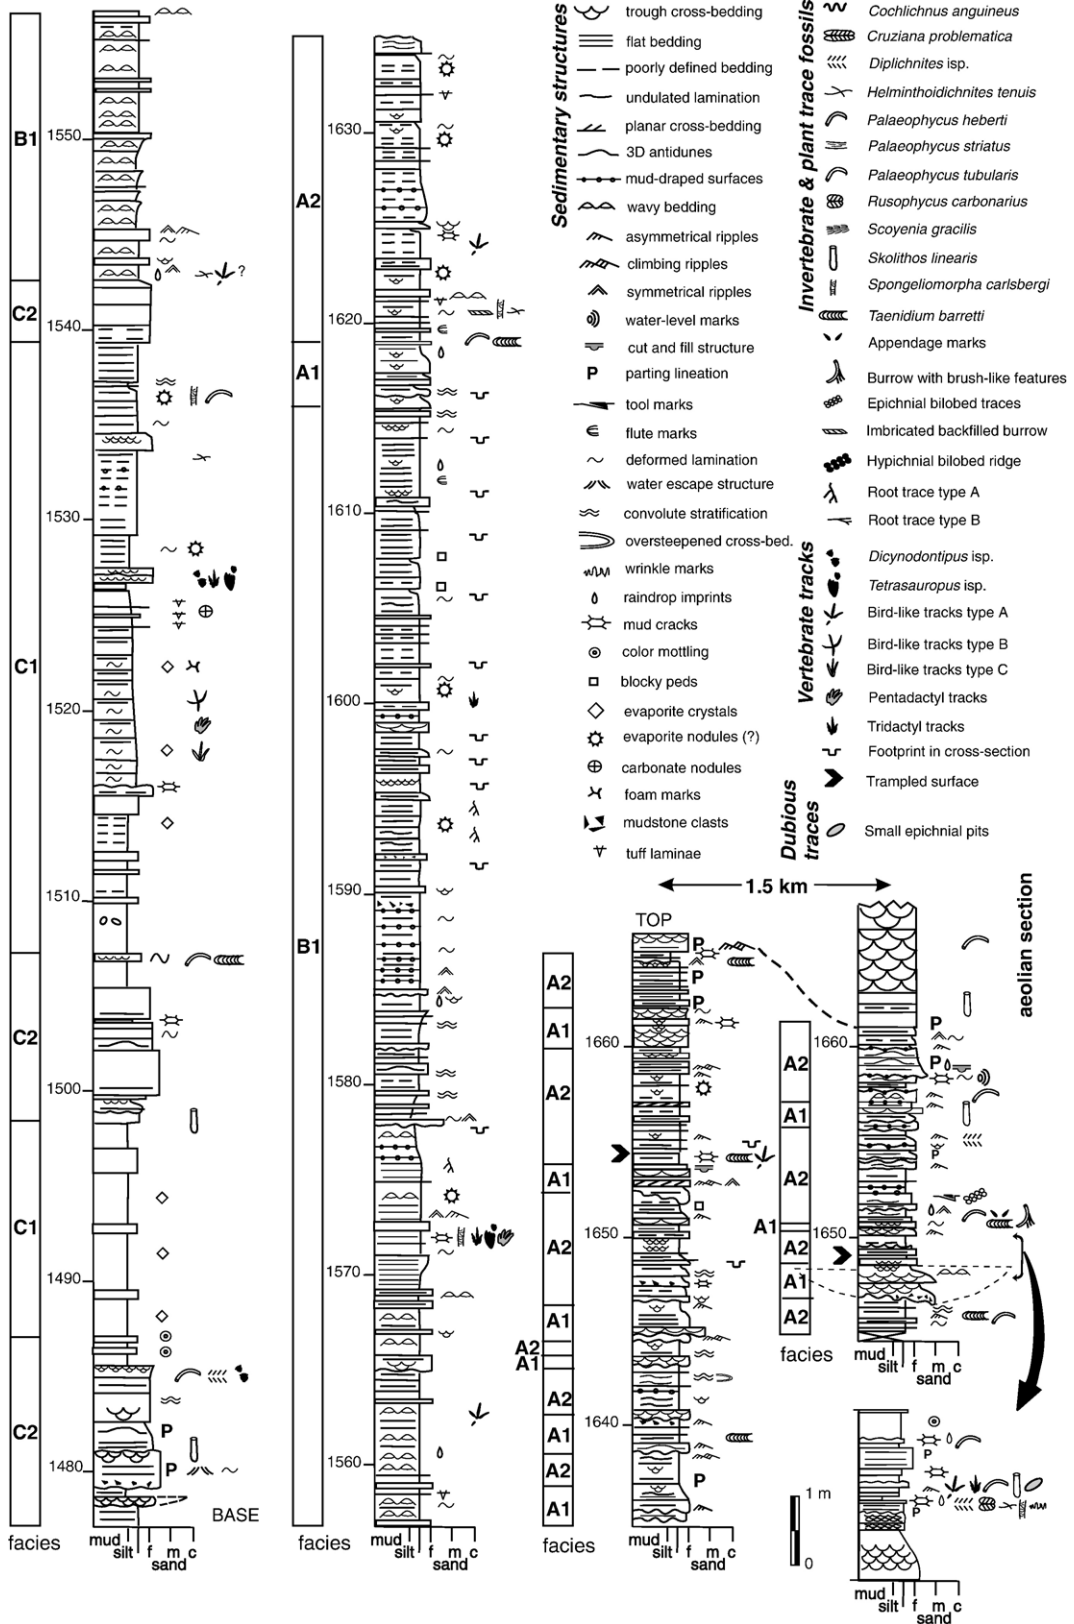 Sedimentary structures
trough cross-bedding
flat bedding
poorly defined bedding
undulated lamination
planar cross-bedding
3D antidunes
mud-draped surfaces
wavy bedding
asymmetrical ripples
climbing ripples
symmetrical ripples
water-level marks
cut and fill structure
P parting lineation
tool marks
flute marks
deformed lamination
water escape structure
convolute stratification
oversteepened cross-bed.
wrinkle marks
raindrop imprints
mud cracks
color mottling
blocky peds
evaporite crystals
evaporite nodules (?)
carbonate nodules
foam marks
mudstone clasts
tuff laminae
Invertebrate & plant trace fossils
Cochlichnus anguineus
Cruziana problematica
Diplichnites isp.
Helminthoidichnites tenuis
Palaeophycus heberti
Palaeophycus striatus
Palaeophycus tubularis
Rusophycus carbonarius
Scoyenia gracilis
Skolithos linearis
Spongeliomorpha carlsbergi
Taenidium barretti
Appendage marks
Burrow with brush-like features
Epichnial bilobed traces
Imbricated backfilled burrow
Hypichnial bilobed ridge
Root trace type A
Root trace type B
Vertebrate tracks
Dicynodontipus isp.
Tetrasauropus isp.
Bird-like tracks type A
Bird-like tracks type B
Bird-like tracks type C
Pentadactyl tracks
Tridactyl tracks
Footprint in cross-section
Trampled surface
Dubious
traces
Small epichnial pits
B1
C2
C1
C2
C1
C2
facies
1550
1540
1530
1520
1510
1500
1490
1480
?
P
P
BASE
mud
silt
f
m
c
sand
A2
A1
B1
facies
1630
1620
1610
1600
1590
1580
1570
1560
mud
silt
f
m
c
sand
1.5 km
TOP
A2
A1
A2
A1
A2
A1
A2
A1
A2
A1
A2
A1
facies
1660
1650
1640
P
P
P
P
mud
silt
f
m
c
sand
aeolian section
A2
A1
A2
A1
A2
A1
A2
facies
1660
1650
P
P
P
mud
silt
f
m
c
sand
1 m
0
P
P
mud
silt
f
m
c
sand